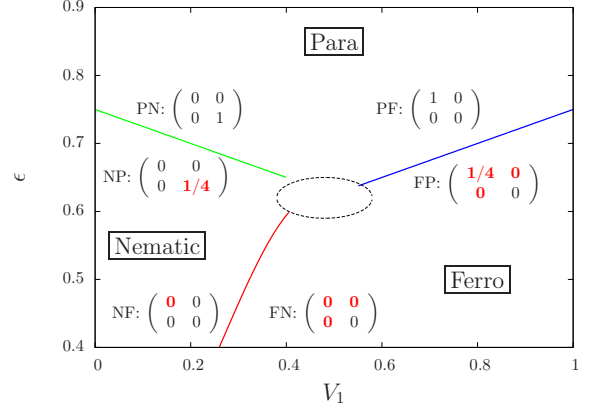 0.9
Para
0.8
PN: ( 0 0
0 1 )
PF: ( 1 0
0 0 )
0.7
ϵ
NP: ( 0 0
0 1/4 )
FP: ( 1/4 0
0 0 )
0.6
Nematic
0.5
Ferro
NF: ( 0 0
0 0 )
FN: ( 0 0
0 0 )
0.4
0 0.2 0.4 0.6 0.8 1
V₁